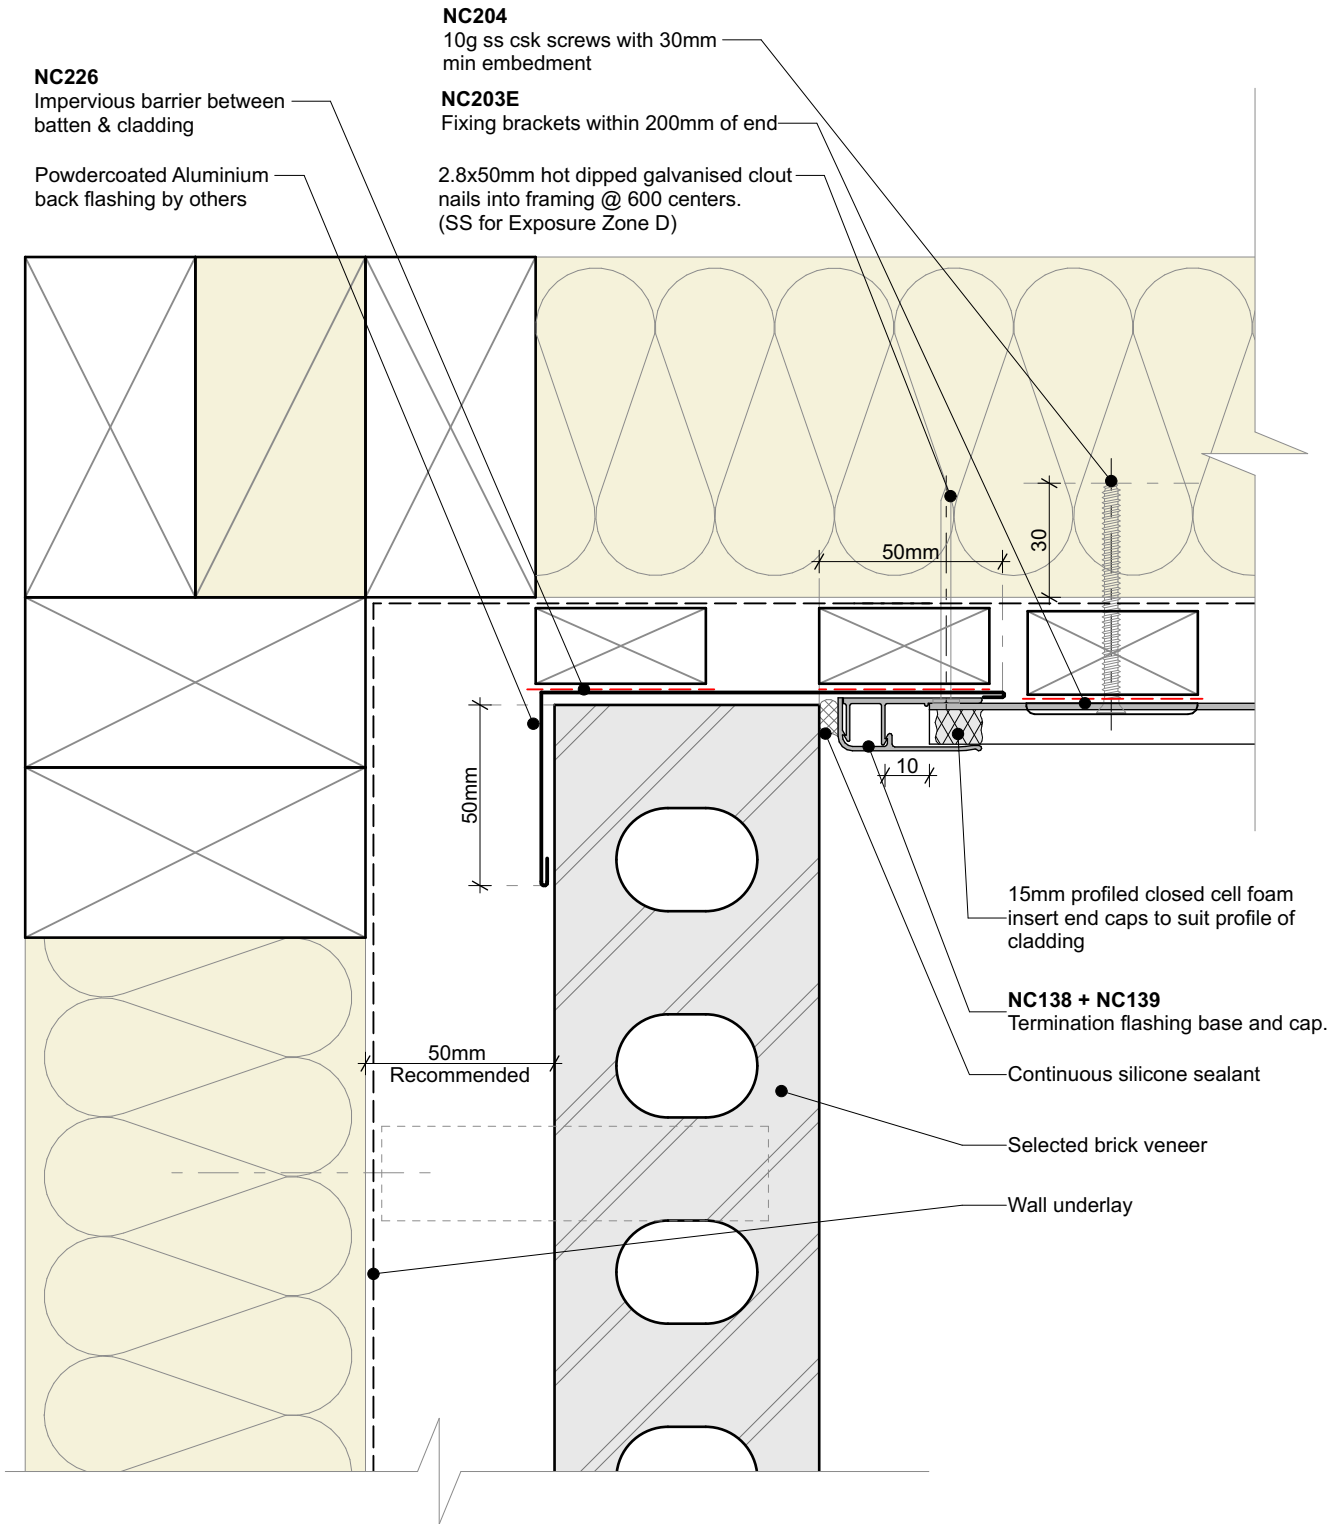 NC204
10g ss csk screws with 30mm
min embedment
NC226
Impervious barrier between
batten & cladding
NC203E
Fixing brackets within 200mm of end
Powdercoated Aluminium
back flashing by others
2.8x50mm hot dipped galvanised clout
nails into framing @ 600 centers.
(SS for Exposure Zone D)
50mm
30
50mm
10
15mm profiled closed cell foam
insert end caps to suit profile of
cladding
NC138 + NC139
Termination flashing base and cap.
50mm
Recommended
Continuous silicone sealant
Selected brick veneer
Wall underlay